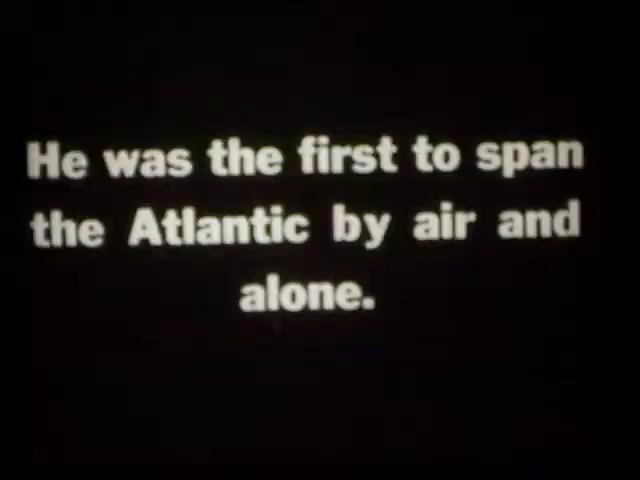 He was the first to span
the Atlantic by air and
alone.